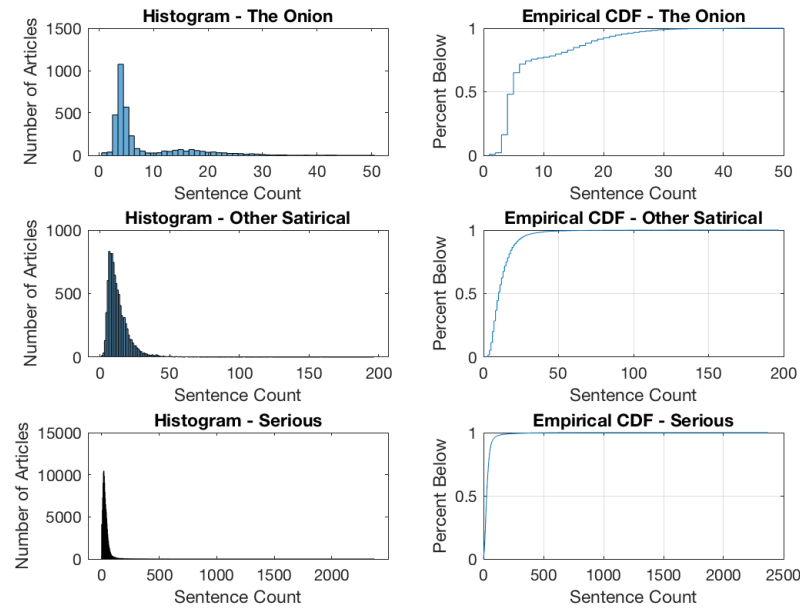 Histogram - The Onion
Number of Articles
1500
1000
500
0
0 10 20 30 40 50
Sentence Count
Empirical CDF - The Onion
Percent Below
1
0.5
0
0 10 20 30 40 50
Sentence Count
Histogram - Other Satirical
Number of Articles
1000
500
0
0 50 100 150 200
Sentence Count
Empirical CDF - Other Satirical
Percent Below
1
0.5
0
0 50 100 150 200
Sentence Count
Histogram - Serious
Number of Articles
15000
10000
5000
0
0 500 1000 1500 2000
Sentence Count
Empirical CDF - Serious
Percent Below
1
0.5
0
0 500 1000 1500 2000 2500
Sentence Count